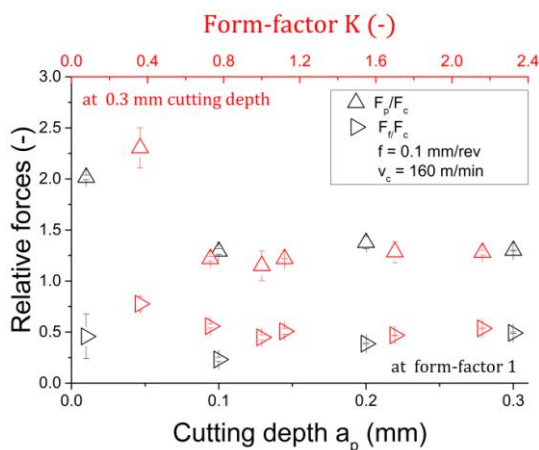 Form-factor K (-)
0.0 0.4 0.8 1.2 1.6 2.0 2.4
3.0
2.5
2.0
1.5
1.0
0.5
0.0
Relative forces (-)
at 0.3 mm cutting depth
Fp/Fc
Ff/Fc
f = 0.1 mm/rev
vc = 160 m/min
at form-factor 1
0.0 0.1 0.2 0.3
Cutting depth ap (mm)